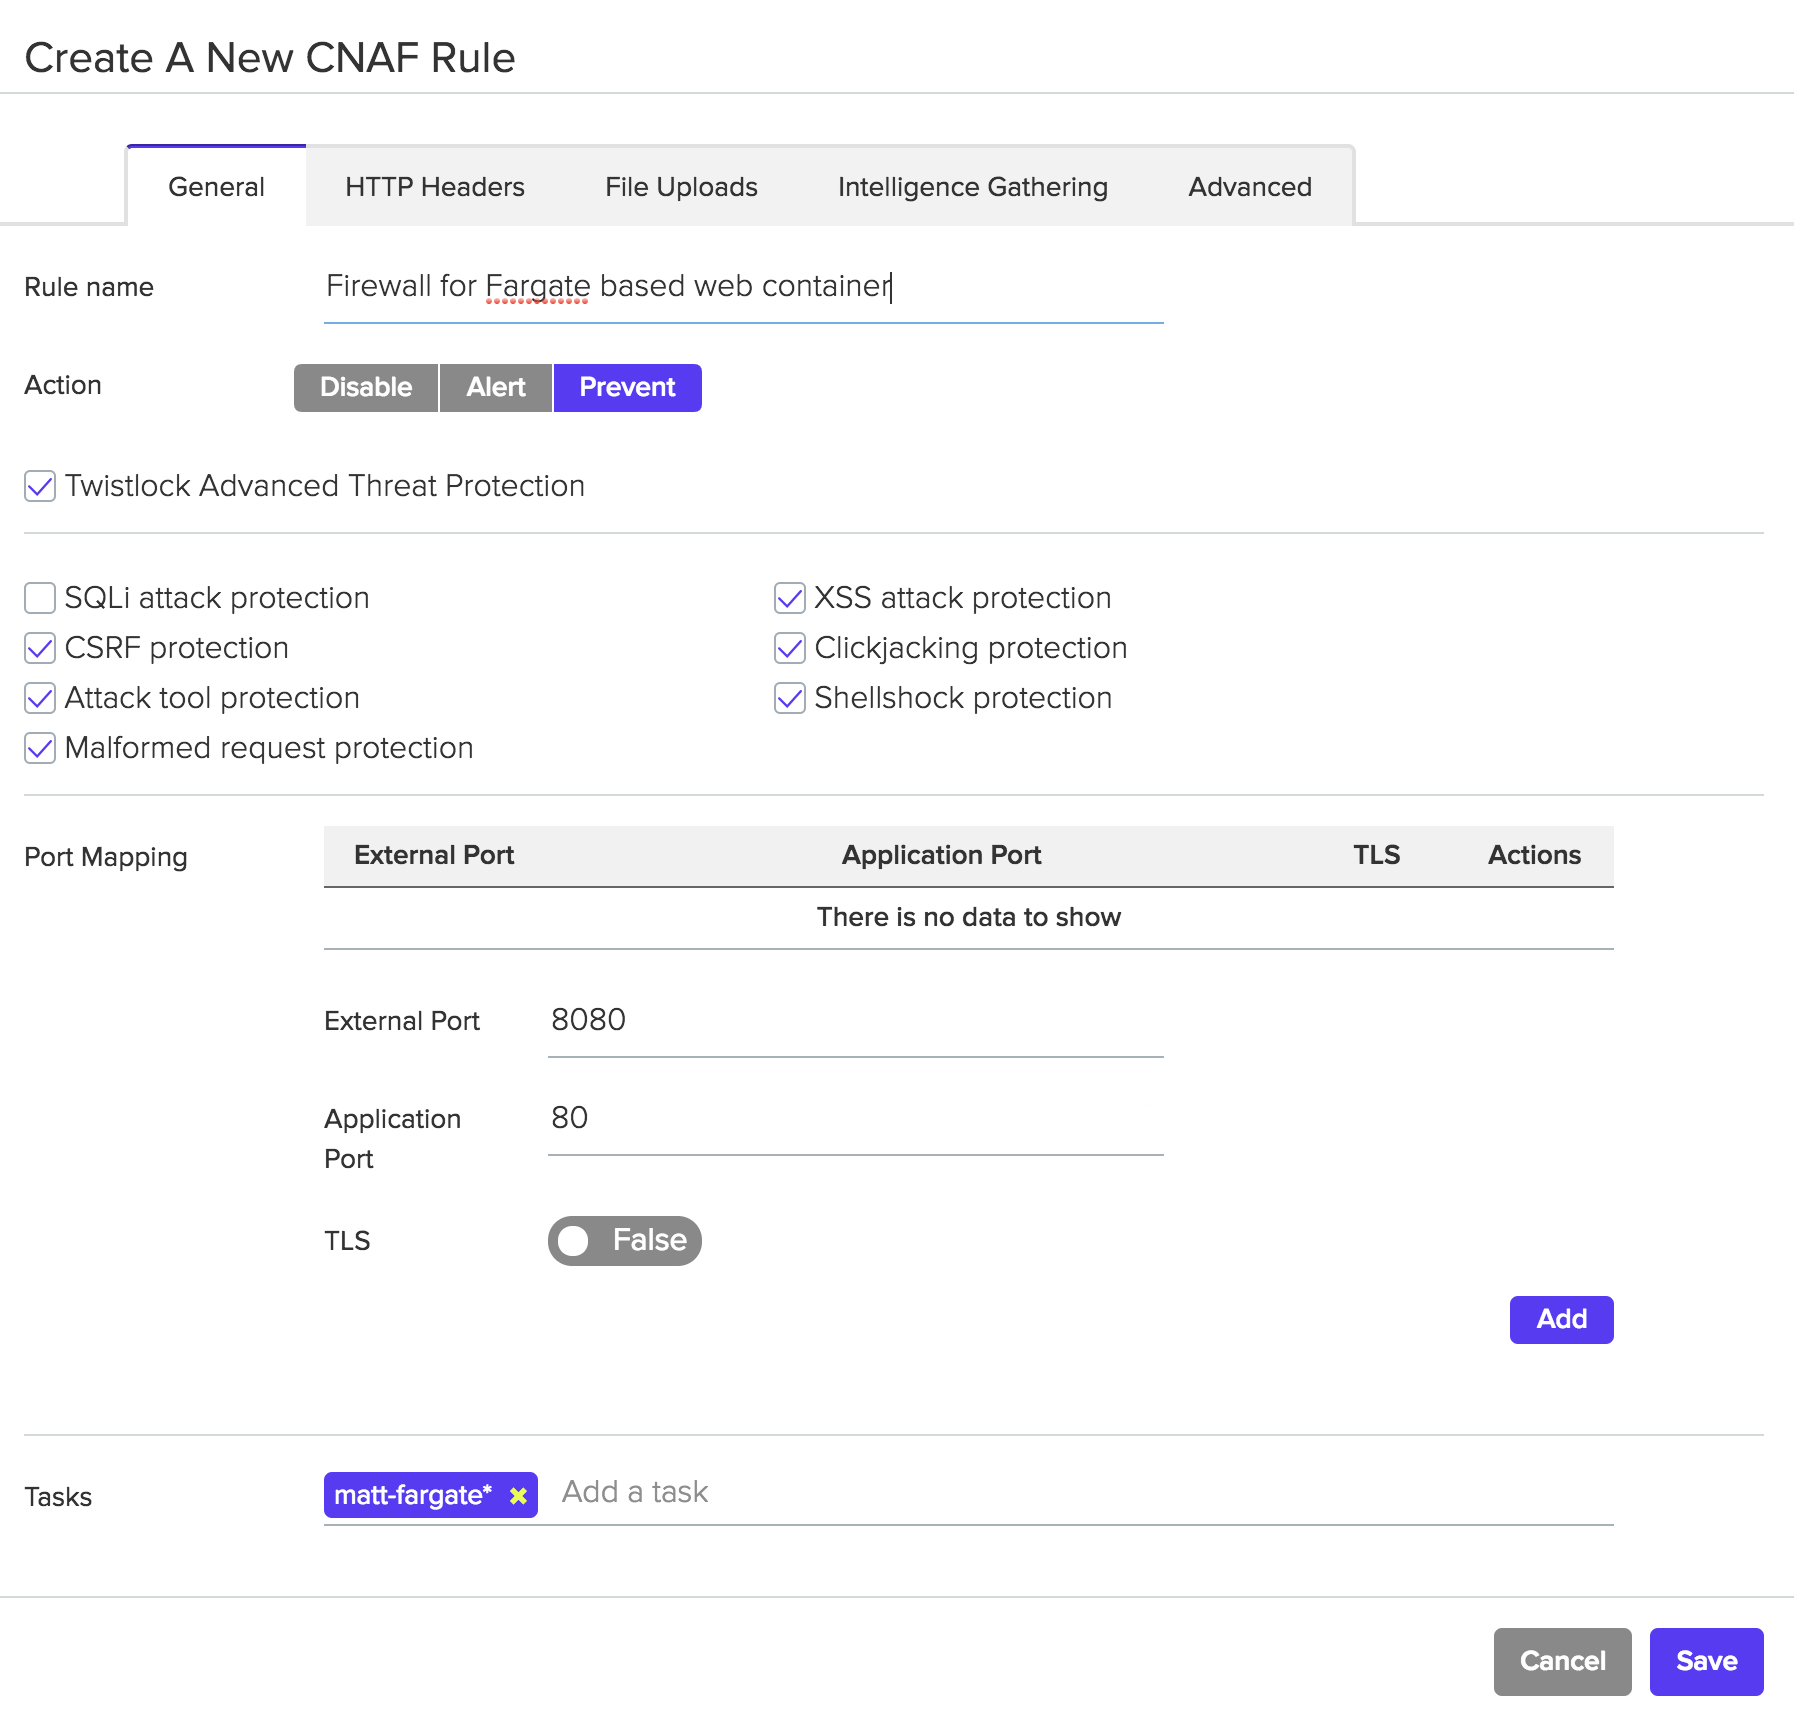 Create A New CNAF Rule
General HTTP Headers File Uploads Intelligence Gathering Advanced
Rule name Firewall for Fargate based web container
Action Disable Alert Prevent
Twistlock Advanced Threat Protection
SQLi attack protection XSS attack protection
CSRF protection Clickjacking protection
Attack tool protection Shellshock protection
Malformed request protection
Port Mapping External Port Application Port TLS Actions
There is no data to show
External Port 8080
Application 80
Port
TLS False
Add
Tasks matt-fargate* Add a task
Cancel Save